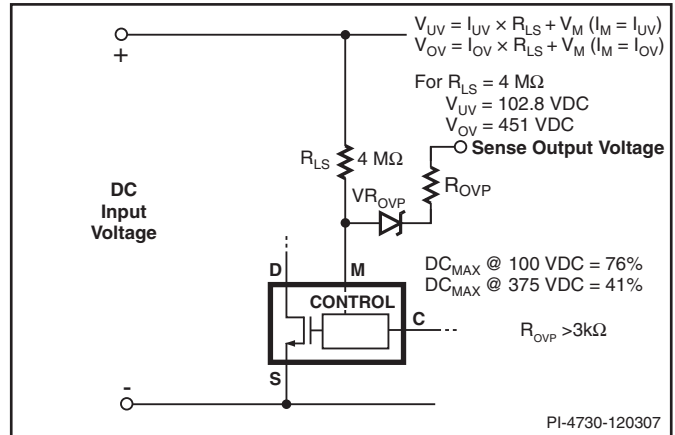 V_UV = I_UV × R_LS + V_M (I_M = I_UV)
V_OV = I_OV × R_LS + V_M (I_M = I_OV)
For R_LS = 4 MΩ
V_UV = 102.8 VDC
V_OV = 451 VDC
Sense Output Voltage
+
R_LS
4 MΩ
R_OVP
VR_OVP
DC
Input
Voltage
D
M
DC_MAX @ 100 VDC = 76%
DC_MAX @ 375 VDC = 41%
CONTROL
C
R_OVP >3kΩ
S
-
PI-4730-120307